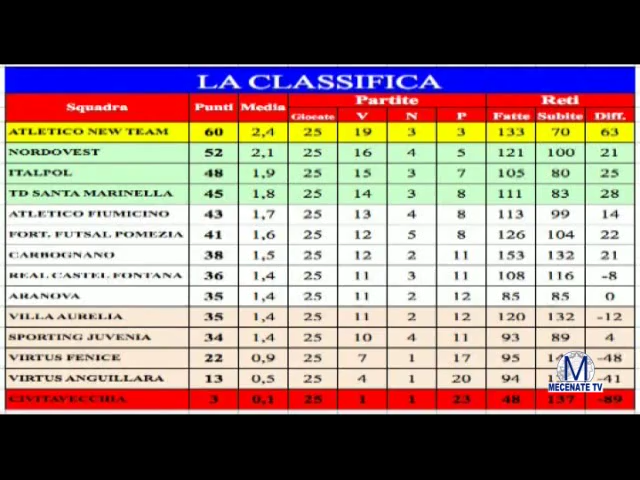 LA CLASSIFICA
Squadra Punti Media Partite Reti
Giocate V N P Fatte Subite Diff.
ATLETICO NEW TEAM 60 2,4 25 19 3 3 133 70 63
NORDOVEST 52 2,1 25 16 4 5 121 100 21
ITALPOL 48 1,9 25 15 3 7 105 80 25
TD SANTA MARINELLA 45 1,8 25 14 3 8 111 83 28
ATLETICO FIUMICINO 43 1,7 25 13 4 8 113 99 14
FORT. FUTSAL POMEZIA 41 1,6 25 12 5 8 126 104 22
CARBOGNANO 38 1,5 25 12 2 11 153 132 21
REAL CASTEL FONTANA 36 1,4 25 11 3 11 108 116 -8
ARANOVA 35 1,4 25 11 2 12 85 85 0
VILLA AURELIA 35 1,4 25 11 2 12 120 132 -12
SPORTING JUVENIA 34 1,4 25 10 4 11 93 89 4
VIRTUS FENICE 22 0,9 25 7 1 17 95 -48
VIRTUS ANGUILLARA 13 0,5 25 4 1 20 94 -41
CIVITAVECCHIA 3 0,1 25 1 1 23 48 137 -89
M
MECENATE TV